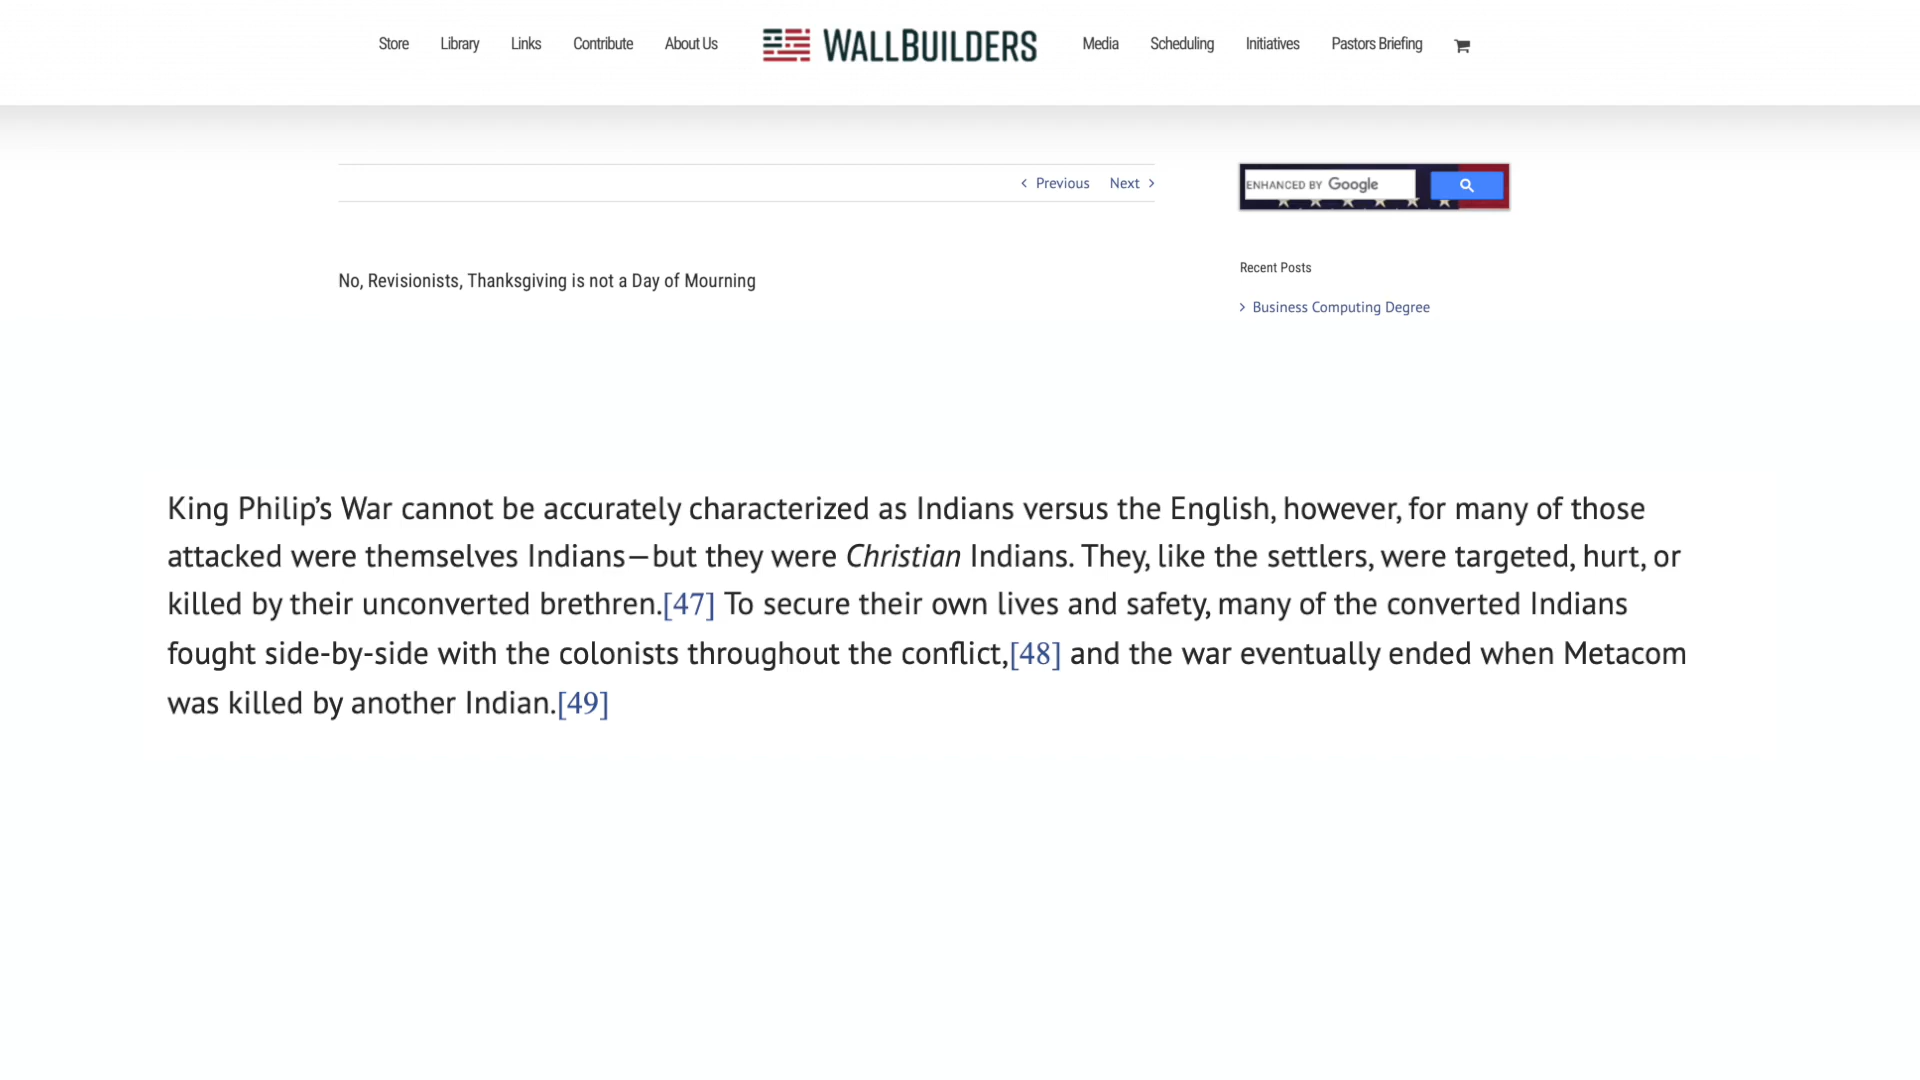 Store Library Links Contribute About Us WALLBUILDERS Media Scheduling Initiatives Pastors Briefing
‹ Previous Next ›
ENHANCED BY Google
No, Revisionists, Thanksgiving is not a Day of Mourning
Recent Posts
› Business Computing Degree
King Philip’s War cannot be accurately characterized as Indians versus the English, however, for many of those
attacked were themselves Indians—but they were Christian Indians. They, like the settlers, were targeted, hurt, or
killed by their unconverted brethren.[47] To secure their own lives and safety, many of the converted Indians
fought side-by-side with the colonists throughout the conflict,[48] and the war eventually ended when Metacom
was killed by another Indian.[49]